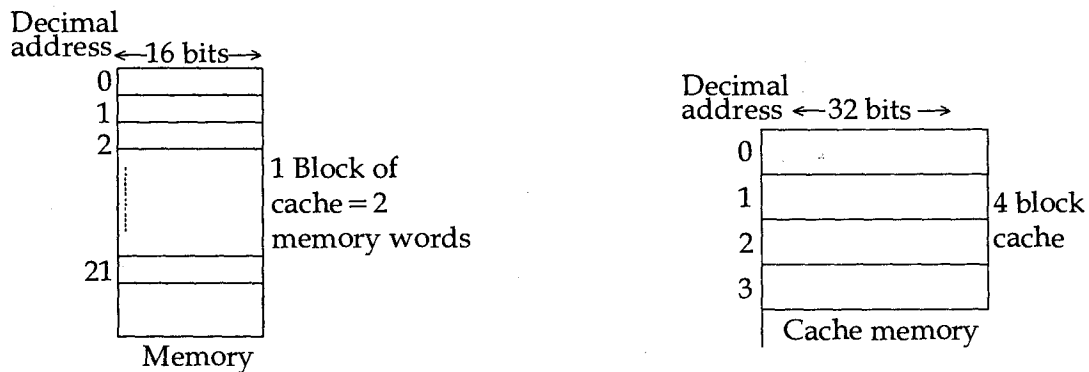 Decimal
address ←16 bits→
0
1
2
21
1 Block of
cache = 2
memory words
Memory
Decimal
address ←32 bits→
0
1
2
3
4 block
cache
Cache memory